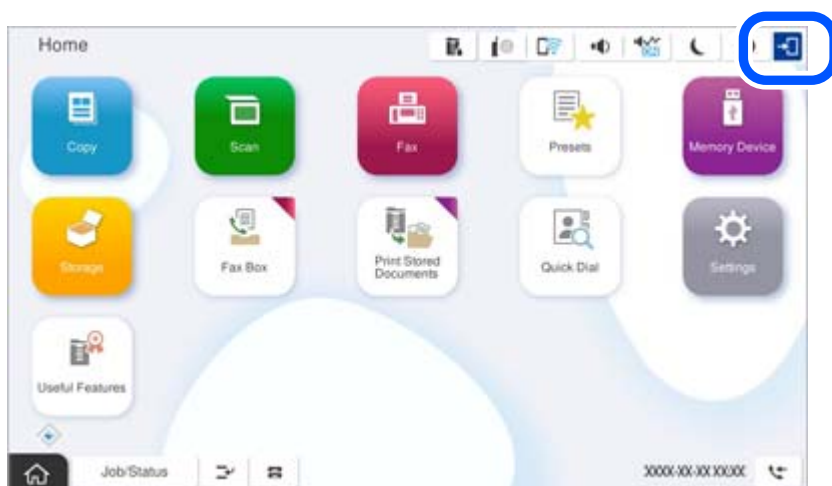 Home
Copy
Scan
Fax
Presets
Memory Device
Storage
Fax Box
Print Stored
Documents
Quick Dial
Settings
Useful Features
Job/Status
XXXX-XX-XX XX:XX